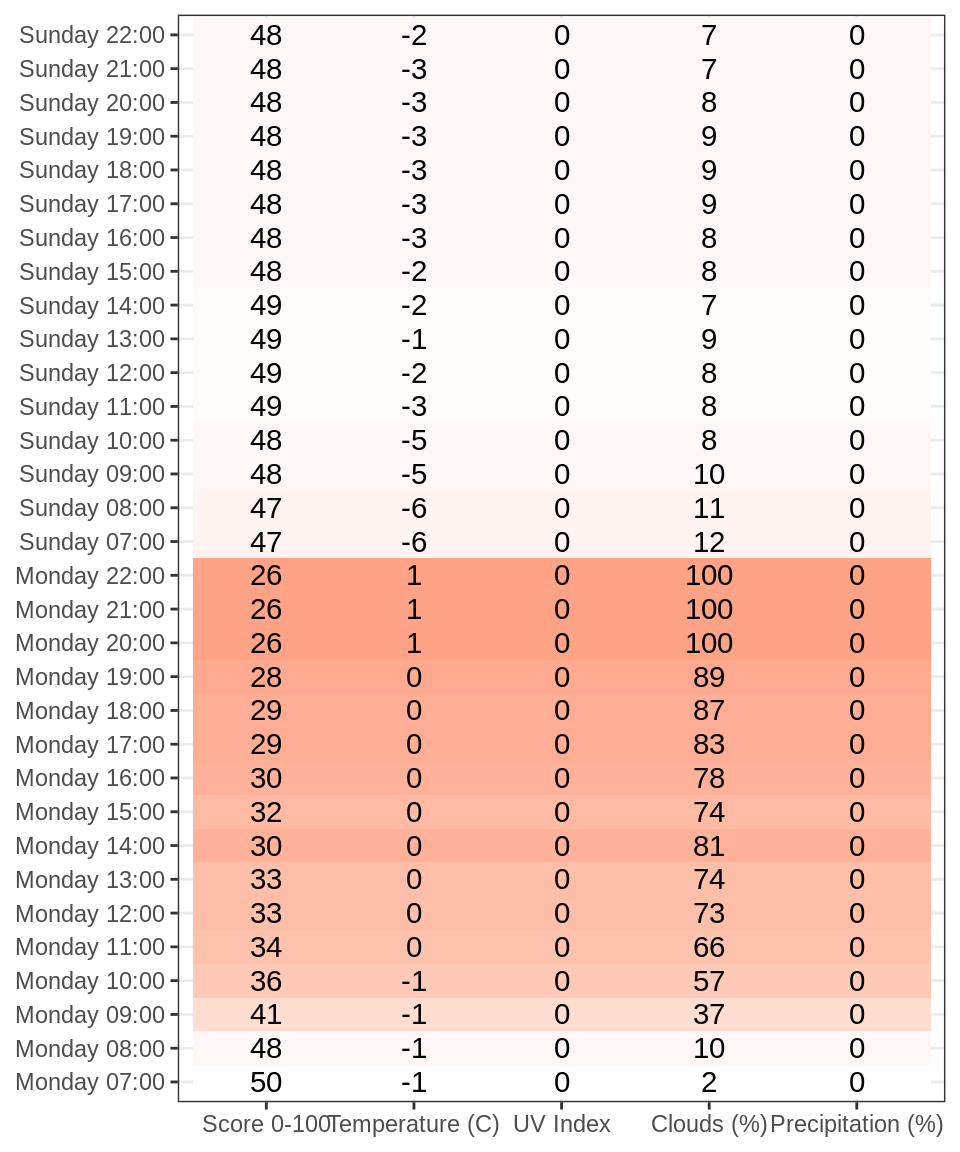 Sunday 22:00 48 -2 0 7 0
Sunday 21:00 48 -3 0 7 0
Sunday 20:00 48 -3 0 8 0
Sunday 19:00 48 -3 0 9 0
Sunday 18:00 48 -3 0 9 0
Sunday 17:00 48 -3 0 9 0
Sunday 16:00 48 -3 0 8 0
Sunday 15:00 48 -2 0 8 0
Sunday 14:00 49 -2 0 7 0
Sunday 13:00 49 -1 0 9 0
Sunday 12:00 49 -2 0 8 0
Sunday 11:00 49 -3 0 8 0
Sunday 10:00 48 -5 0 8 0
Sunday 09:00 48 -5 0 10 0
Sunday 08:00 47 -6 0 11 0
Sunday 07:00 47 -6 0 12 0
Monday 22:00 26 1 0 100 0
Monday 21:00 26 1 0 100 0
Monday 20:00 26 1 0 100 0
Monday 19:00 28 0 0 89 0
Monday 18:00 29 0 0 87 0
Monday 17:00 29 0 0 83 0
Monday 16:00 30 0 0 78 0
Monday 15:00 32 0 0 74 0
Monday 14:00 30 0 0 81 0
Monday 13:00 33 0 0 74 0
Monday 12:00 33 0 0 73 0
Monday 11:00 34 0 0 66 0
Monday 10:00 36 -1 0 57 0
Monday 09:00 41 -1 0 37 0
Monday 08:00 48 -1 0 10 0
Monday 07:00 50 -1 0 2 0
Score 0-100 Temperature (C) UV Index Clouds (%) Precipitation (%)